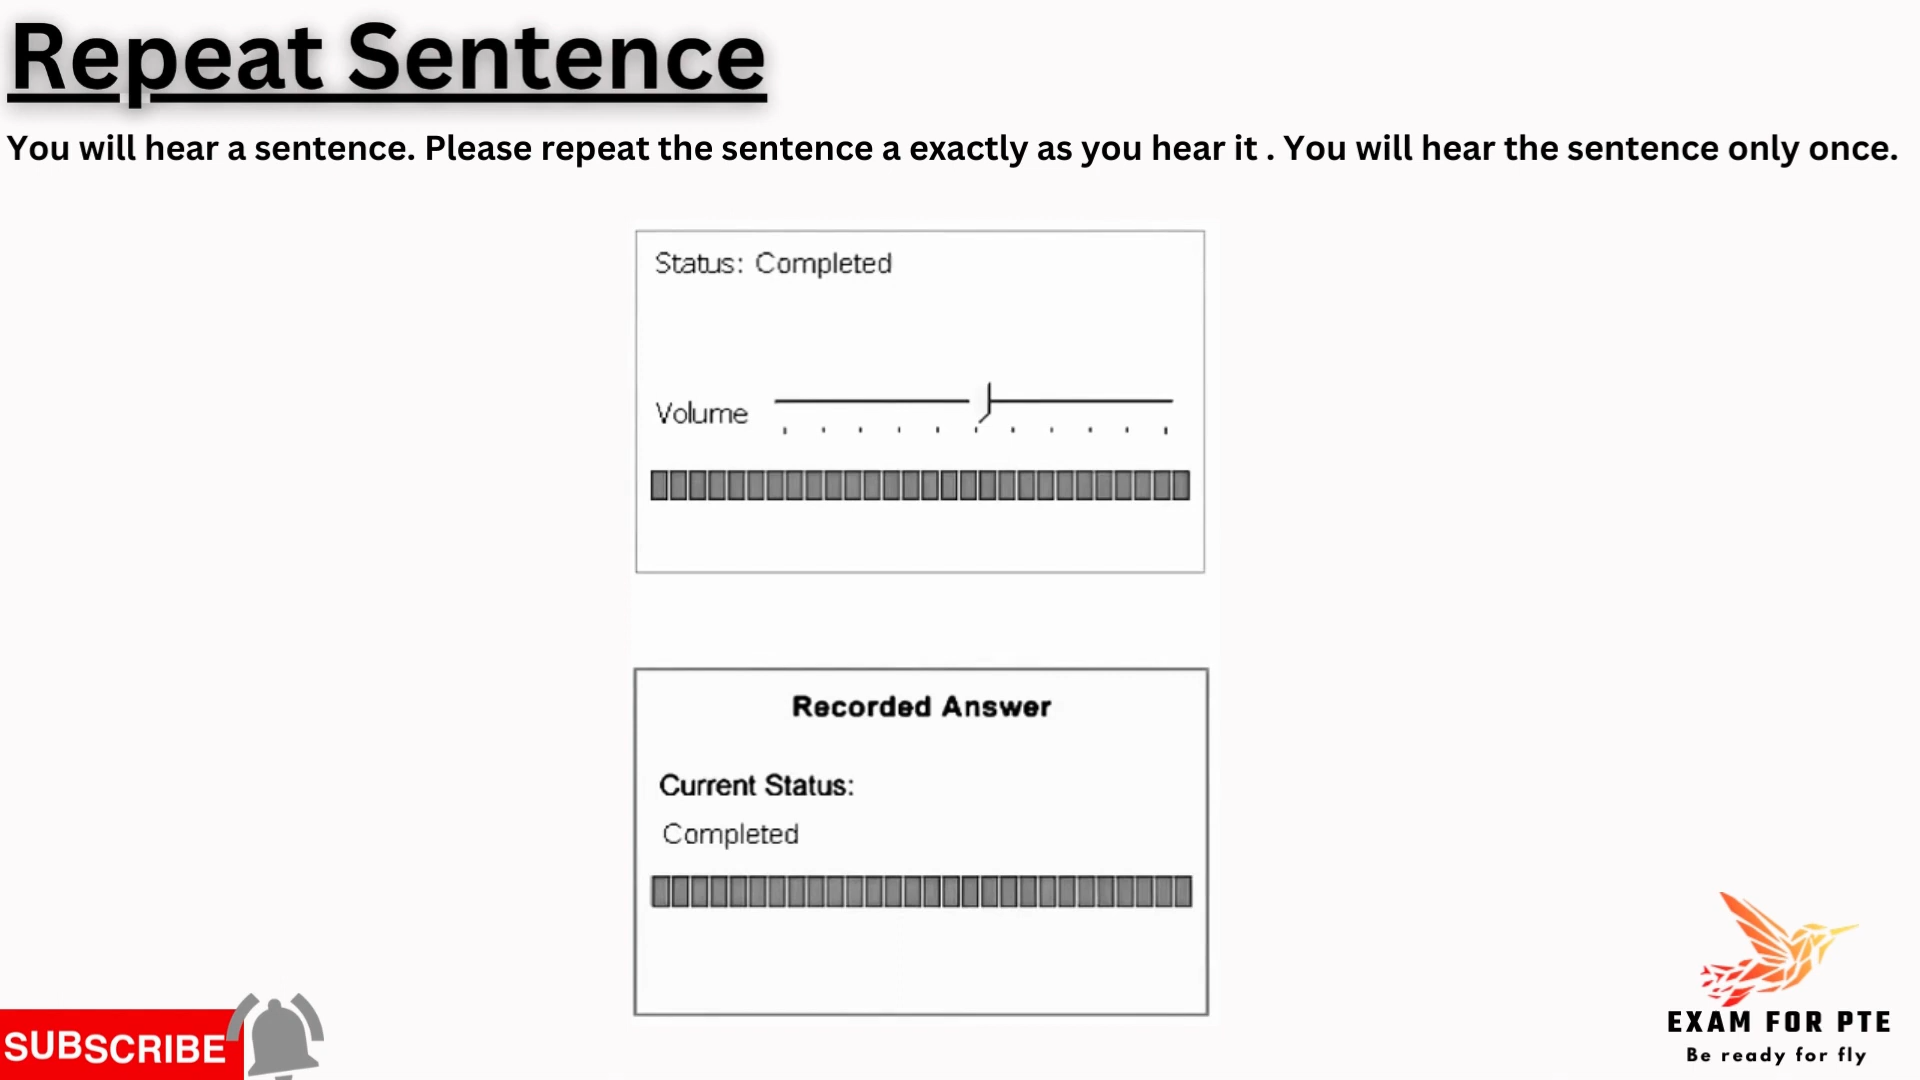 Repeat Sentence
You will hear a sentence. Please repeat the sentence a exactly as you hear it . You will hear the sentence only once.
Status: Completed
Volume
Recorded Answer
Current Status:
Completed
SUBSCRIBE
EXAM FOR PTE
Be ready for fly